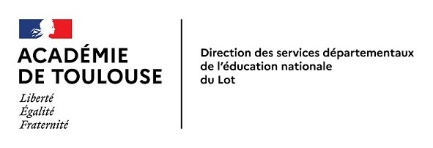 ACADÉMIE
DE TOULOUSE
Liberté
Égalité
Fraternité
Direction des services départementaux
de l'éducation nationale
du Lot